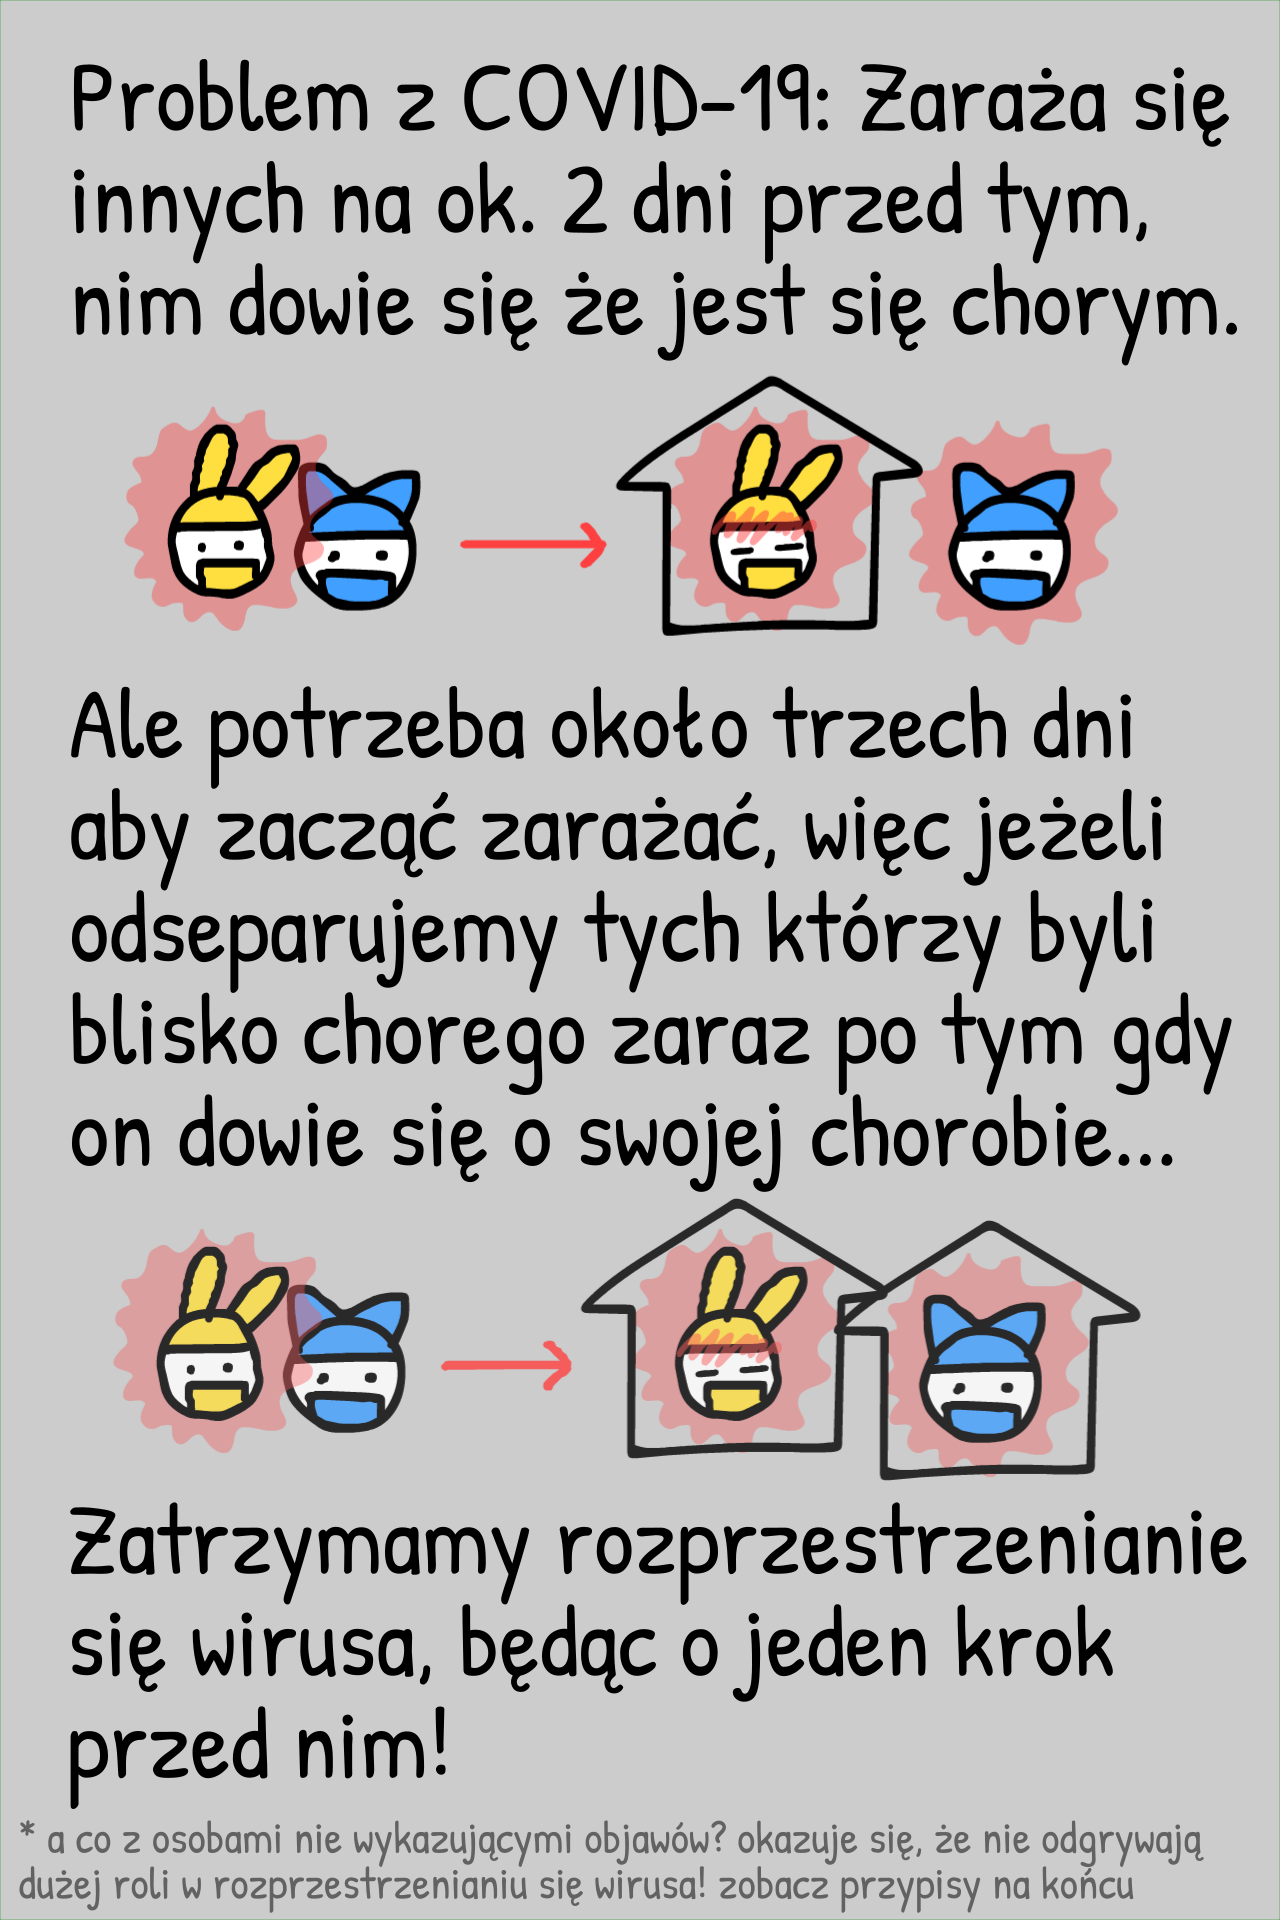 Problem z COVID-19: Zaraża się
innych na ok. 2 dni przed tym,
nim dowie się że jest się chorym.
Ale potrzeba około trzech dni
aby zacząć zarażać, więc jeżeli
odseparujemy tych którzy byli
blisko chorego zaraz po tym gdy
on dowie się o swojej chorobie...
Zatrzymamy rozprzestrzenianie
się wirusa, będąc o jeden krok
przed nim!
* a co z osobami nie wykazującymi objawów? okazuje się, że nie odgrywają
dużej roli w rozprzestrzenianiu się wirusa! zobacz przypisy na końcu